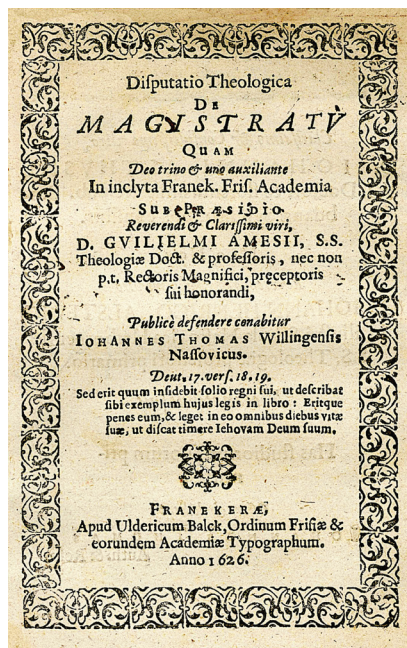 Disputatio Theologica
DE
MAGYSTRATV̀
QUAM
Deo trino & uno auxiliante
In inclyta Franek. Fris. Academia
SUB PRÆSIDIO
Reverendi & Clarissimi viri,
D. GVILIELMI AMESII, S.S.
Theologiæ Doct. & professoris, nec non
p.t. Rectoris Magnifici, preceptoris
sui honorandi,
Publicè defendere conabitur
IOHANNES THOMAS Willingensis
Nassovicus.
Deut. 17. vers. 18. 19.
Sed erit quum insidebit solio regni sui, ut describat
sibi exemplum hujus legis in libro: Eritque
penes eum, & leget in eo omnibus diebus vitæ
suæ, ut discat timere Iehovam Deum suum.
FRANEKERÆ,
Apud Uldericum Balck, Ordinum Frisiæ &
eorundem Academiæ Typographum.
Anno 1626.